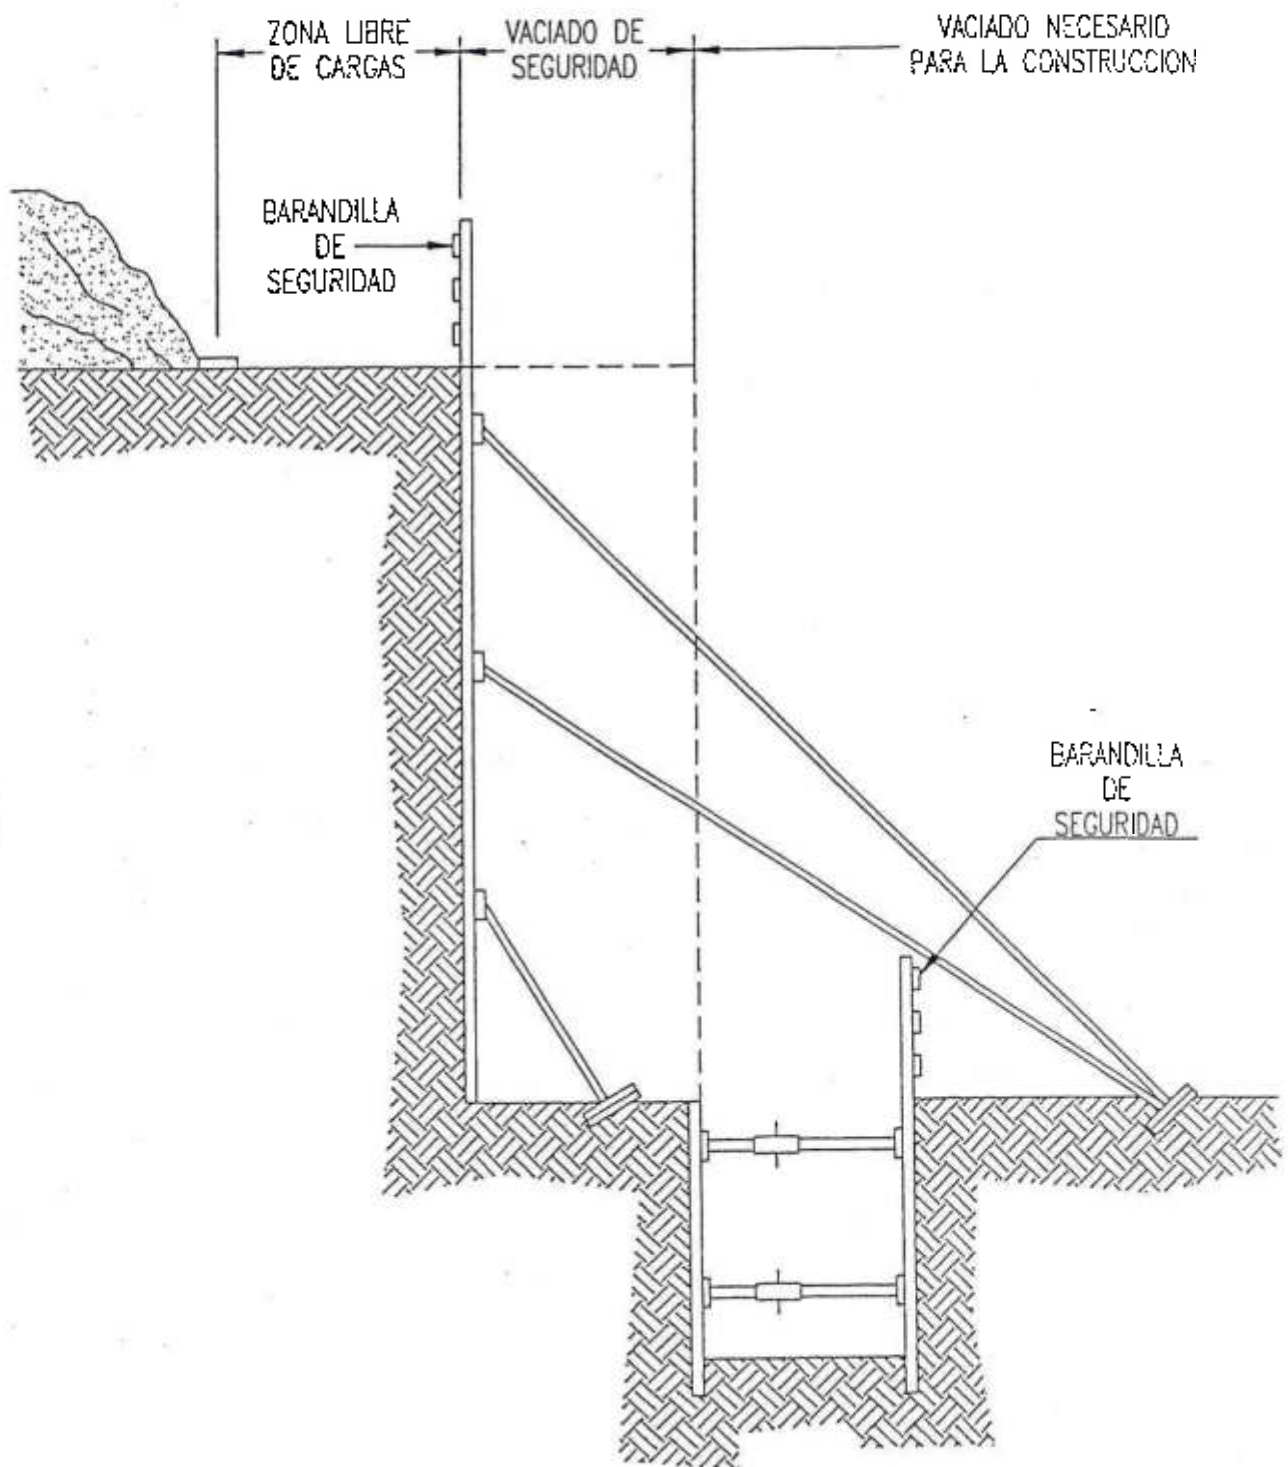 ZONA LIBRE
DE CARGAS
VACIADO DE
SEGURIDAD
VACIADO NECESARIO
PARA LA CONSTRUCCION
BARANDILLA
DE
SEGURIDAD
BARANDILLA
DE
SEGURIDAD